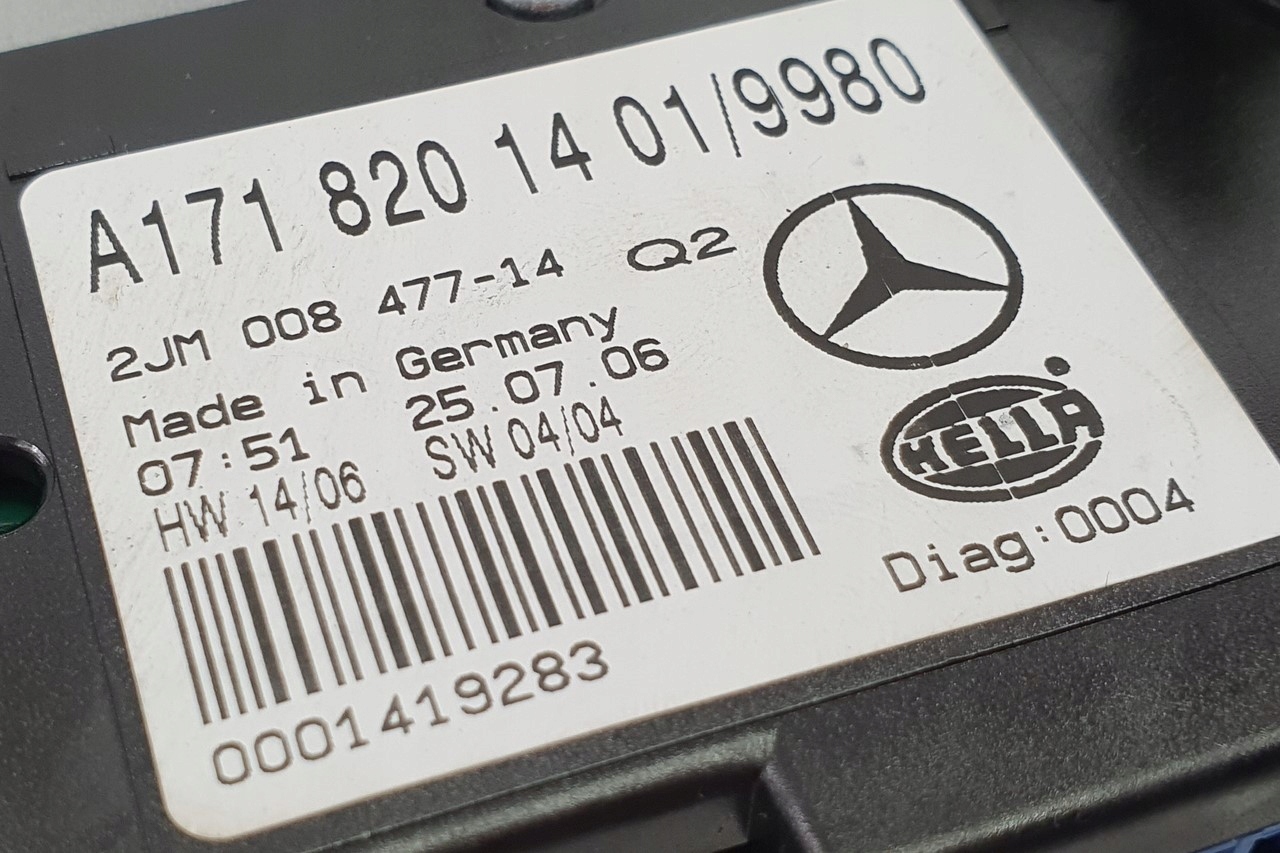 A171 820 14 01/9980
2JM 008 477-14 Q2
Made in Germany
07:51 25.07.06
HW 14/06 SW 04/04
HELLA
Diag:0004
0001419283